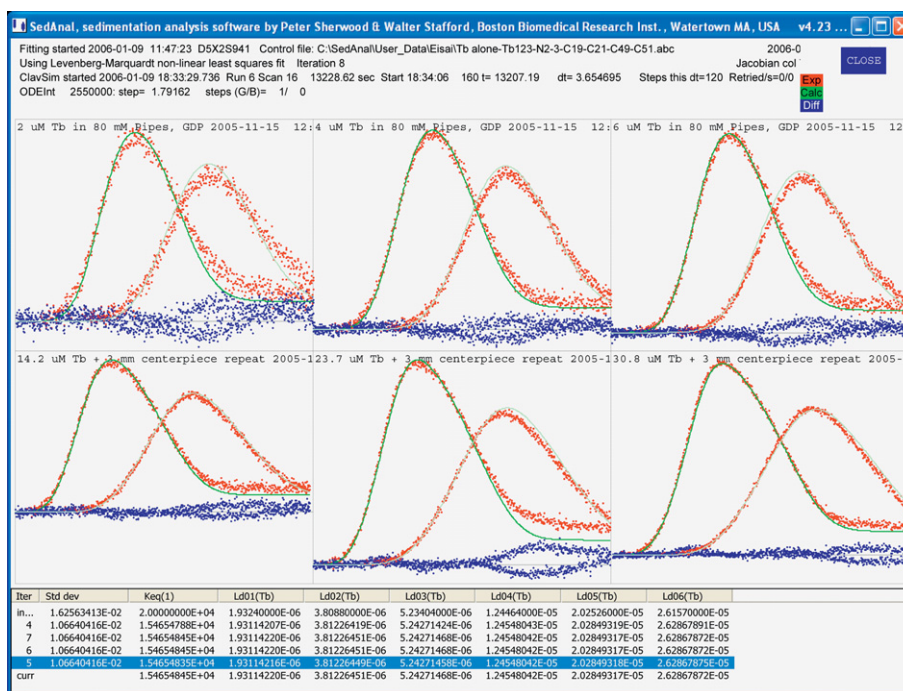 SedAnal, sedimentation analysis software by Peter Sherwood & Walter Stafford, Boston Biomedical Research Inst., Watertown MA, USA v4.23 ...
Fitting started 2006-01-09 11:47:23 D5X2S941 Control file: C:\SedAnal\User_Data\Eisai\Tb alone-Tb123-N2-3-C19-C21-C49-C51.abc 2006-0
Using Levenberg-Marquardt non-linear least squares fit Iteration 8 Jacobian col
ClavSim started 2006-01-09 18:33:29.736 Run 6 Scan 16 13228.62 sec Start 18:34:06 160 t= 13207.19 dt= 3.654695 Steps this dt=120 Retried/s=0/0
ODEInt 2550000: step= 1.79162 steps (G/B)= 1/ 0
CLOSE
Exp
Calc
Diff
2 uM Tb in 80 mM Pipes, GDP 2005-11-15 12:
4 uM Tb in 80 mM Pipes, GDP 2005-11-15 12:
6 uM Tb in 80 mM Pipes, GDP 2005-11-15 12
14.2 uM Tb + 3 mm centerpiece repeat 2005-1
23.7 uM Tb + 3 mm centerpiece repeat 2005-1
30.8 uM Tb + 3 mm centerpiece repeat 2005-
Iter Std dev Keq(1) Ld01(Tb) Ld02(Tb) Ld03(Tb) Ld04(Tb) Ld05(Tb) Ld06(Tb)
in... 1.62563413E-02 2.00000000E+04 1.93240000E-06 3.80880000E-06 5.23404000E-06 1.24464000E-05 2.02526000E-05 2.61570000E-05
4 1.06640416E-02 1.54654788E+04 1.93114207E-06 3.81226419E-06 5.24271424E-06 1.24548043E-05 2.02849319E-05 2.62867891E-05
7 1.06640416E-02 1.54654845E+04 1.93114220E-06 3.81226451E-06 5.24271468E-06 1.24548042E-05 2.02849317E-05 2.62867872E-05
6 1.06640416E-02 1.54654845E+04 1.93114220E-06 3.81226451E-06 5.24271468E-06 1.24548042E-05 2.02849317E-05 2.62867872E-05
5 1.06640416E-02 1.54654835E+04 1.93114216E-06 3.81226449E-06 5.24271458E-06 1.24548042E-05 2.02849318E-05 2.62867875E-05
curr 1.54654845E+04 1.93114220E-06 3.81226451E-06 5.24271468E-06 1.24548042E-05 2.02849317E-05 2.62867872E-05